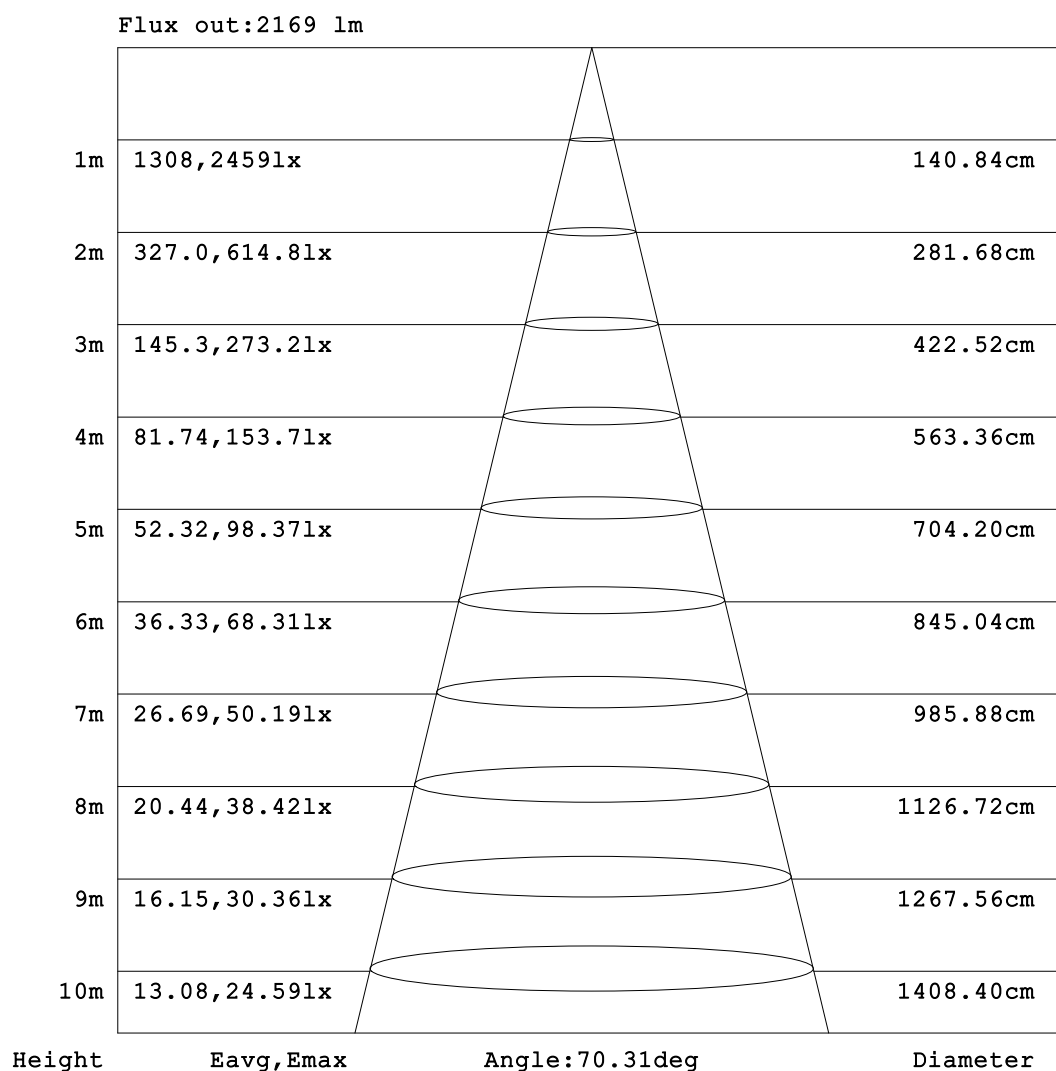 Flux out:2169 lm
1m 1308,2459lx 140.84cm
2m 327.0,614.8lx 281.68cm
3m 145.3,273.2lx 422.52cm
4m 81.74,153.7lx 563.36cm
5m 52.32,98.37lx 704.20cm
6m 36.33,68.31lx 845.04cm
7m 26.69,50.19lx 985.88cm
8m 20.44,38.42lx 1126.72cm
9m 16.15,30.36lx 1267.56cm
10m 13.08,24.59lx 1408.40cm
Height Eavg,Emax Angle:70.31deg Diameter